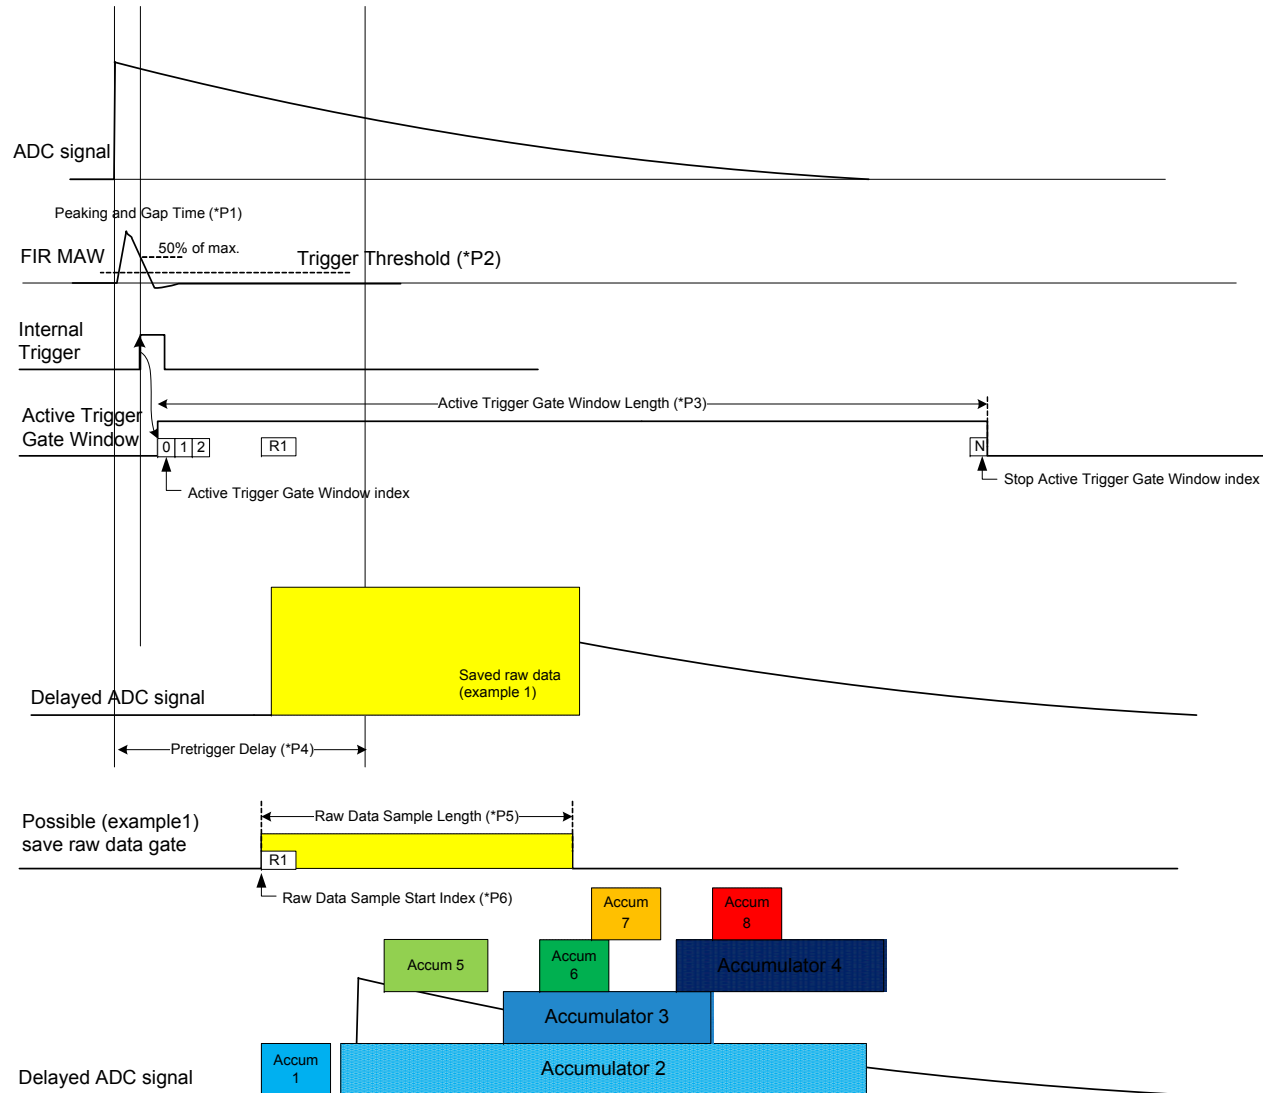 ADC signal
Peaking and Gap Time (*P1)
50% of max.
FIR MAW
Trigger Threshold (*P2)
Internal
Trigger
Active Trigger Gate Window Length (*P3)
Active Trigger
Gate Window
0 1 2
R1
N
Active Trigger Gate Window index
Stop Active Trigger Gate Window index
Saved raw data
(example 1)
Delayed ADC signal
Pretrigger Delay (*P4)
Raw Data Sample Length (*P5)
Possible (example1)
save raw data gate
R1
Raw Data Sample Start Index (*P6)
Accum
7
Accum
8
Accum 5
Accum
6
Accumulator 4
Accumulator 3
Accum
1
Accumulator 2
Delayed ADC signal